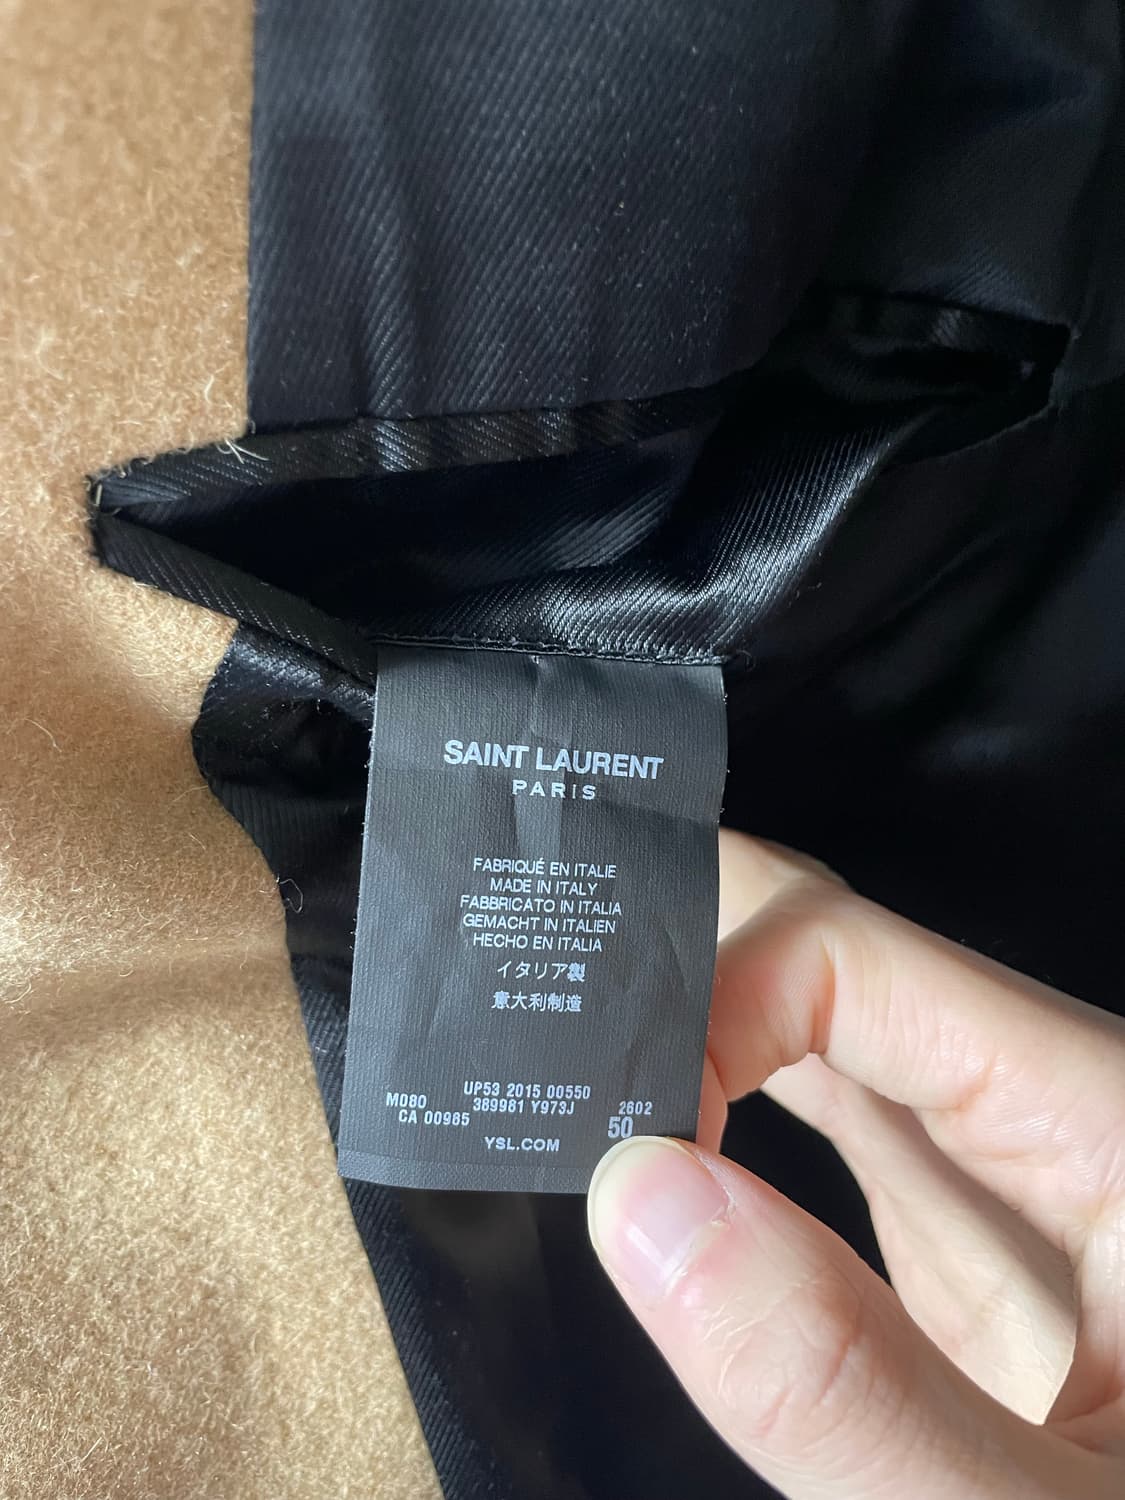 SAINT LAURENT
PARIS
FABRIQUÉ EN ITALIE
MADE IN ITALY
FABBRICATO IN ITALIA
GEMACHT IN ITALIEN
HECHO EN ITALIA
イタリア製
意大利制造
UP53 2015 00550
M080 389981 Y973J 2602
CA 00985 50
YSL.COM